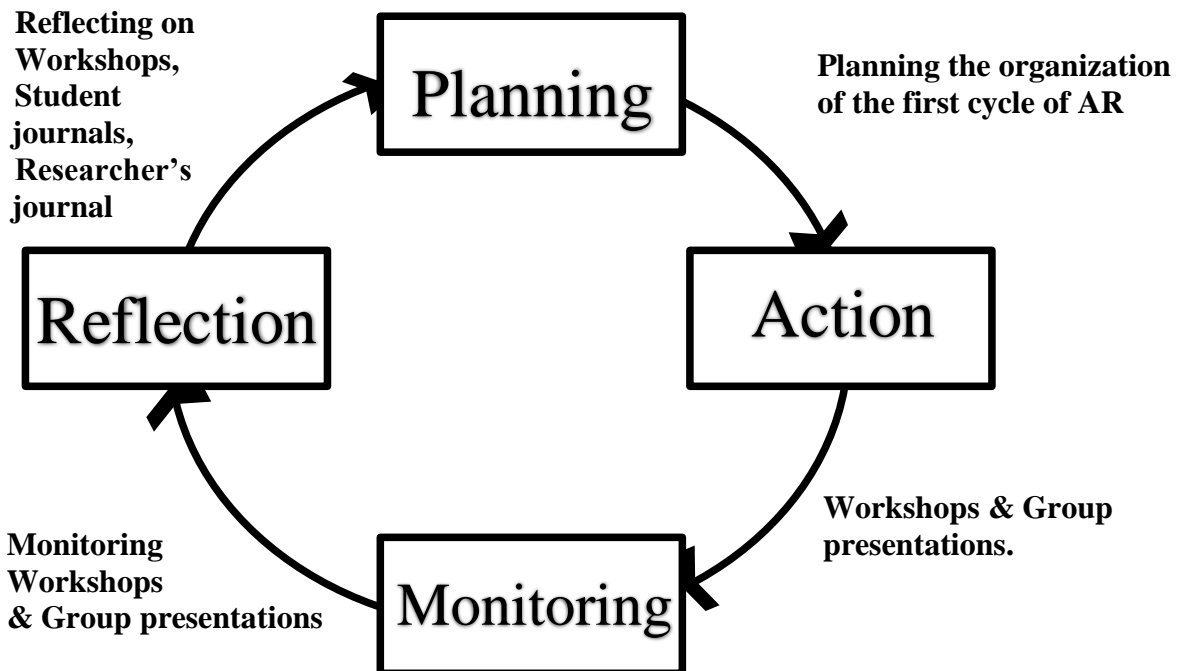 Reflecting on
Workshops,
Student
journals,
Researcher's
journal
Planning
Planning the organization
of the first cycle of AR
Reflection
Action
Workshops & Group
presentations.
Monitoring
Workshops
& Group presentations
Monitoring